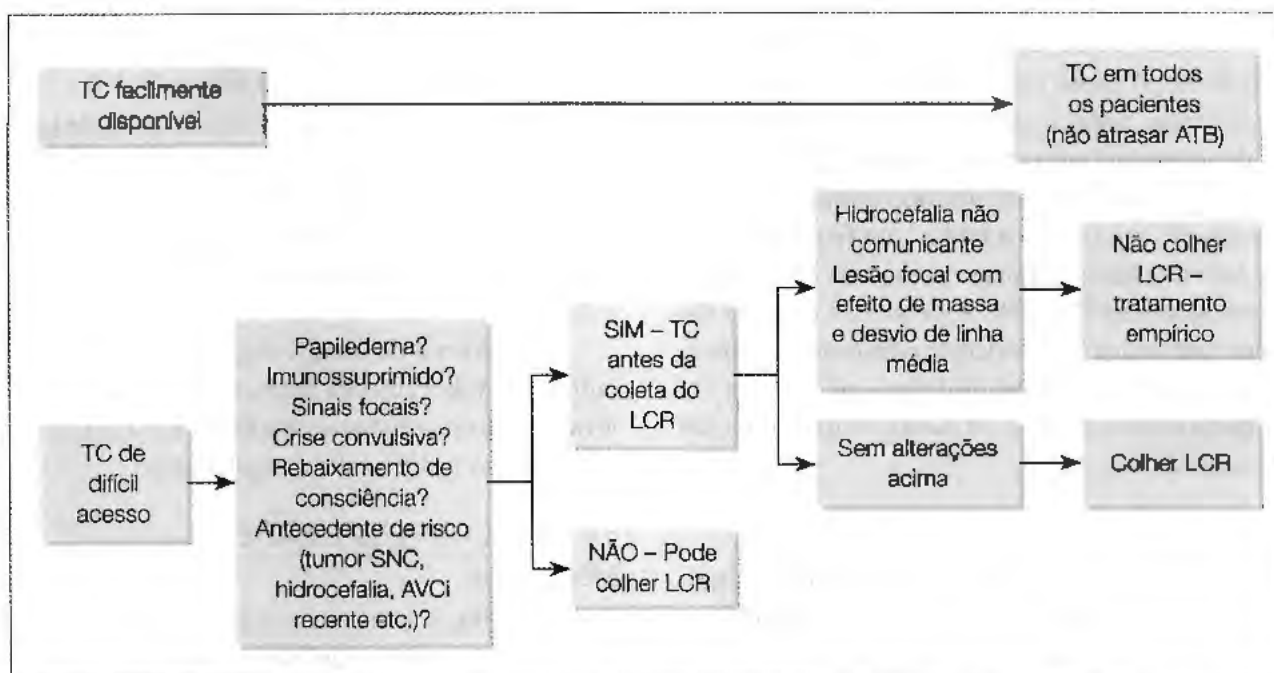 TC facilmente
disponível
TC em todos
os pacientes
(não atrasar ATB)
TC de
difícil
acesso
Papiledema?
Imunossuprimido?
Sinais focais?
Crise convulsiva?
Rebaixamento de
consciência?
Antecedente de risco
(tumor SNC,
hidrocefalia, AVCi
recente etc.)?
SIM – TC
antes da
coleta do
LCR
NÃO – Pode
colher LCR
Hidrocefalia não
comunicante
Lesão focal com
efeito de massa
e desvio de linha
média
Não colher
LCR –
tratamento
empírico
Sem alterações
acima
Colher LCR